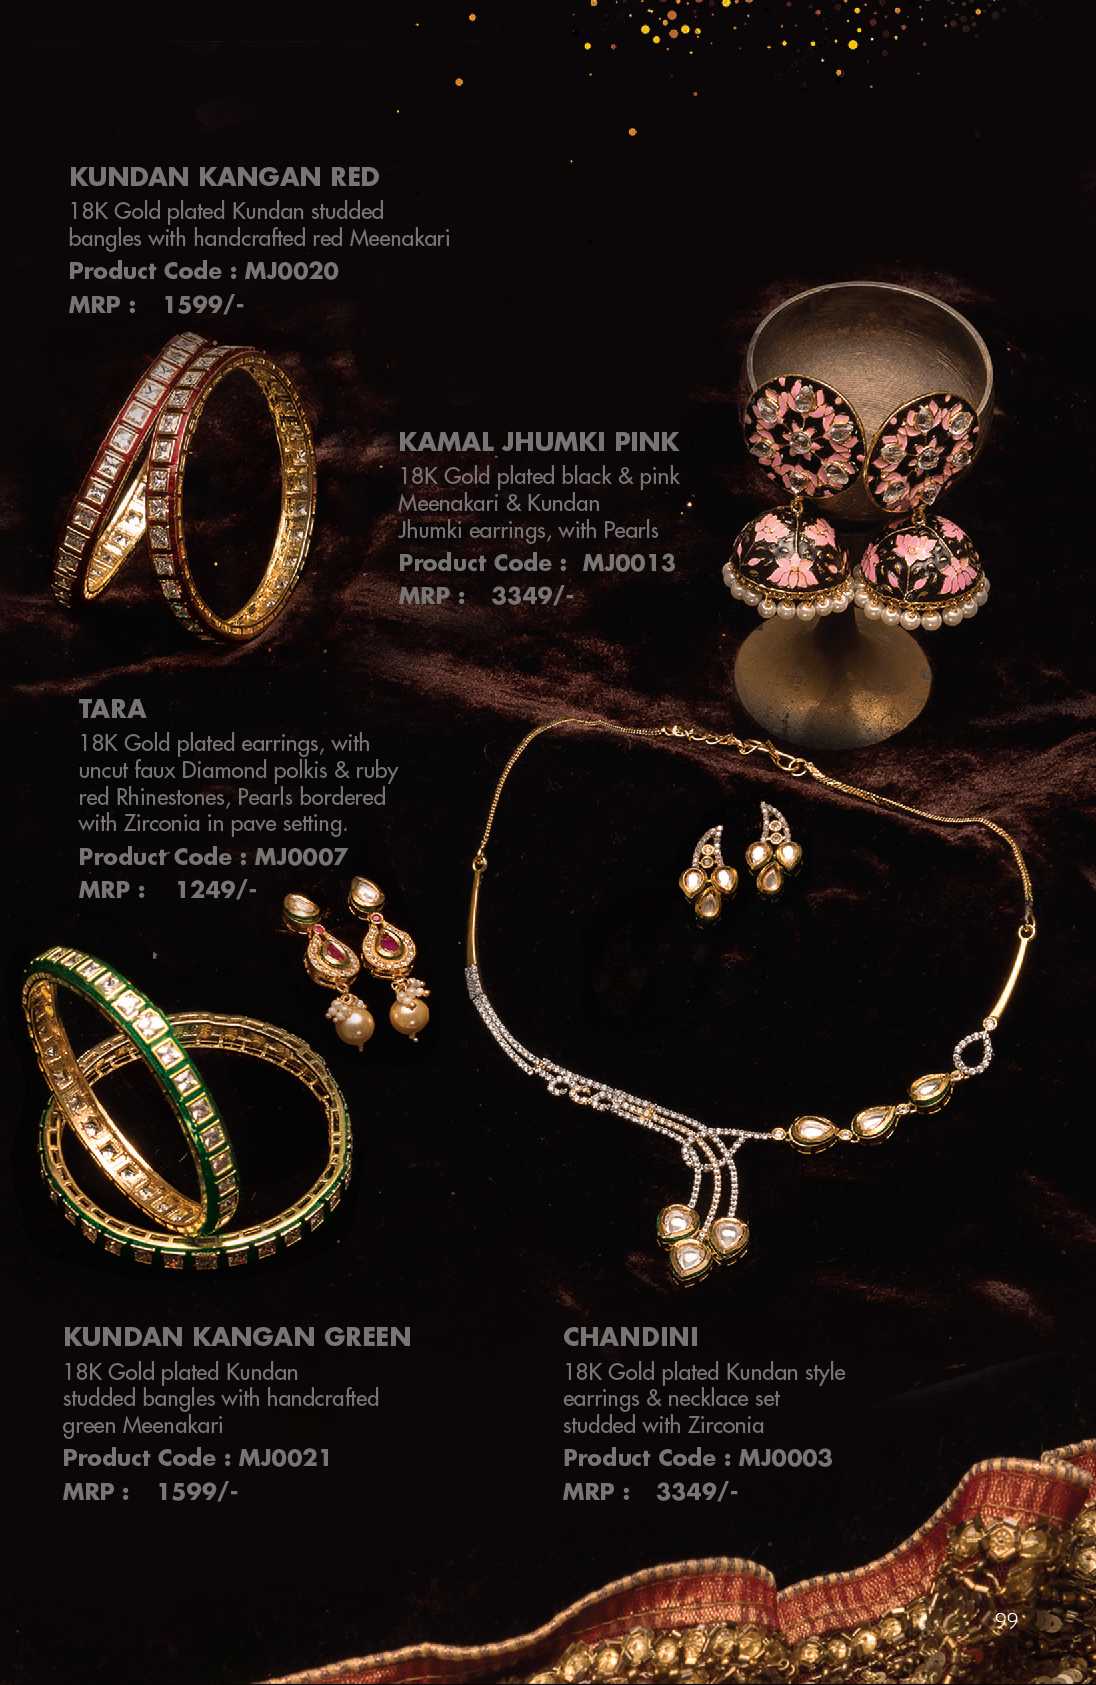 KUNDAN KANGAN RED
18K Gold plated Kundan studded
bangles with handcrafted red Meenakari
Product Code : MJ0020
MRP : 1599/-
KAMAL JHUMKI PINK
18K Gold plated black & pink
Meenakari & Kundan
Jhumki earrings, with Pearls
Product Code : MJ0013
MRP : 3349/-
TARA
18K Gold plated earrings, with
uncut faux Diamond polkis & ruby
red Rhinestones, Pearls bordered
with Zirconia in pave setting.
Product Code : MJ0007
MRP : 1249/-
KUNDAN KANGAN GREEN
18K Gold plated Kundan
studded bangles with handcrafted
green Meenakari
Product Code : MJ0021
MRP : 1599/-
CHANDINI
18K Gold plated Kundan style
earrings & necklace set
studded with Zirconia
Product Code : MJ0003
MRP : 3349/-
99